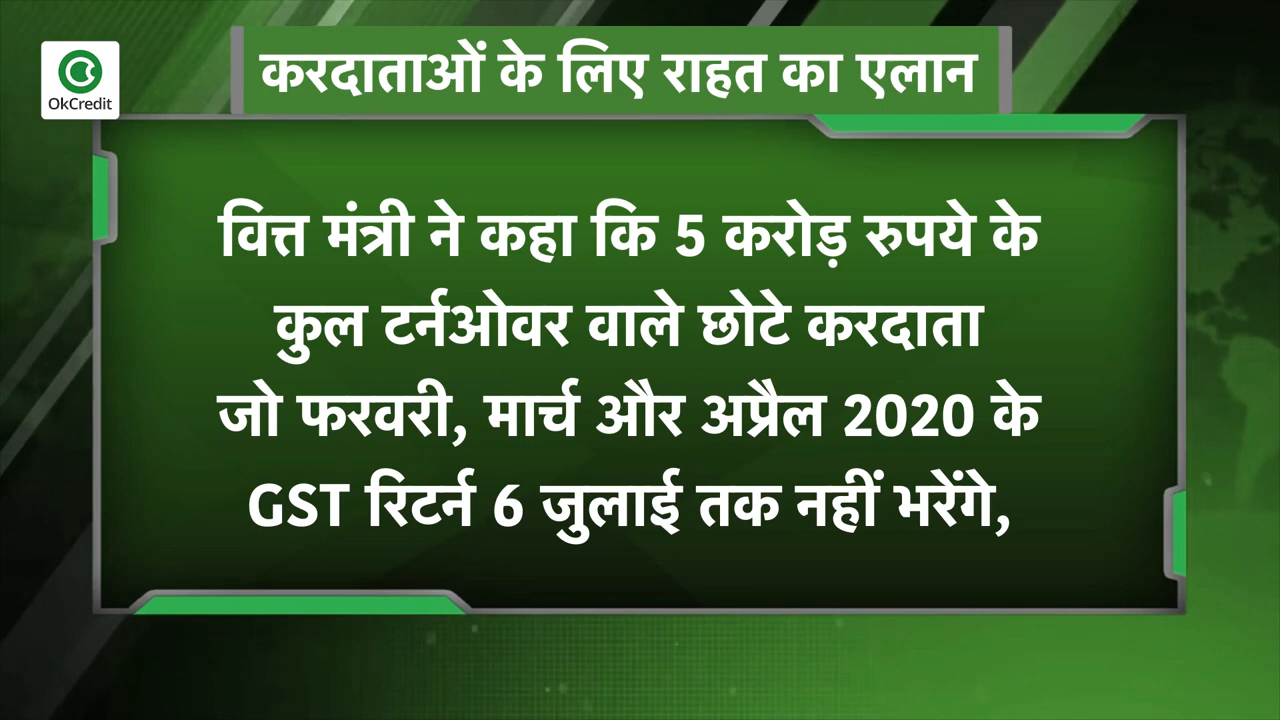 करदाताओं के लिए राहत का एलान
OkCredit
वित्त मंत्री ने कहा कि 5 करोड़ रुपये के
कुल टर्नओवर वाले छोटे करदाता
जो फरवरी, मार्च और अप्रैल 2020 के
GST रिटर्न 6 जुलाई तक नहीं भरेंगे,